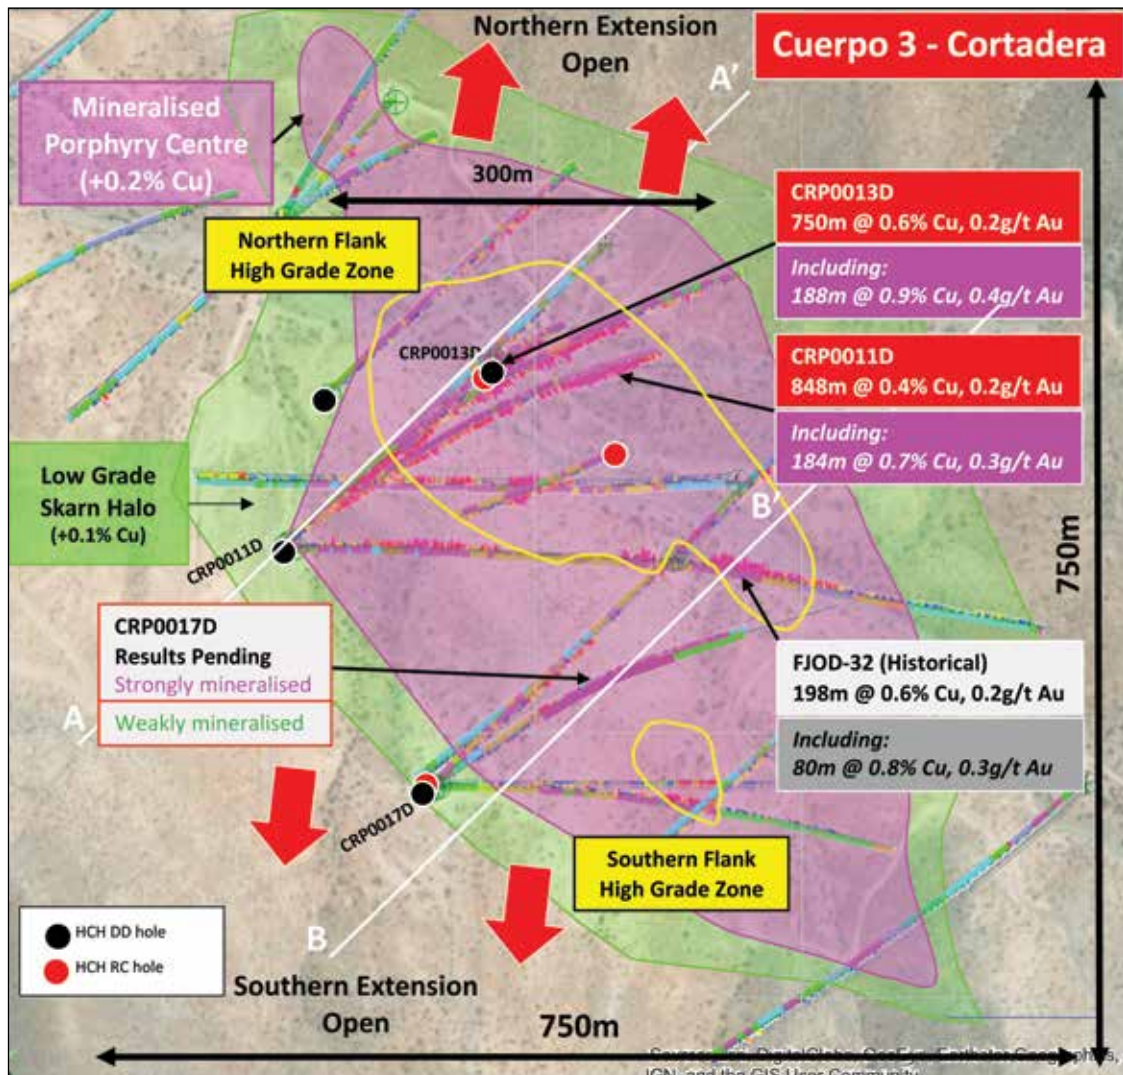 Northern Extension
Open
Cuerpo 3 - Cortadera
A'
Mineralised
Porphyry Centre
(+0.2% Cu)
300m
CRP0013D
750m @ 0.6% Cu, 0.2g/t Au
Including:
188m @ 0.9% Cu, 0.4g/t Au
Northern Flank
High Grade Zone
CRP0013D
CRP0011D
848m @ 0.4% Cu, 0.2g/t Au
Including:
184m @ 0.7% Cu, 0.3g/t Au
Low Grade
Skarn Halo
(+0.1% Cu)
B'
CRP0011D
750m
CRP0017D
Results Pending
Strongly mineralised
Weakly mineralised
FJOD-32 (Historical)
198m @ 0.6% Cu, 0.2g/t Au
Including:
80m @ 0.8% Cu, 0.3g/t Au
A
CRP0017D
Southern Flank
High Grade Zone
HCH DD hole
HCH RC hole
B
Southern Extension
Open
750m